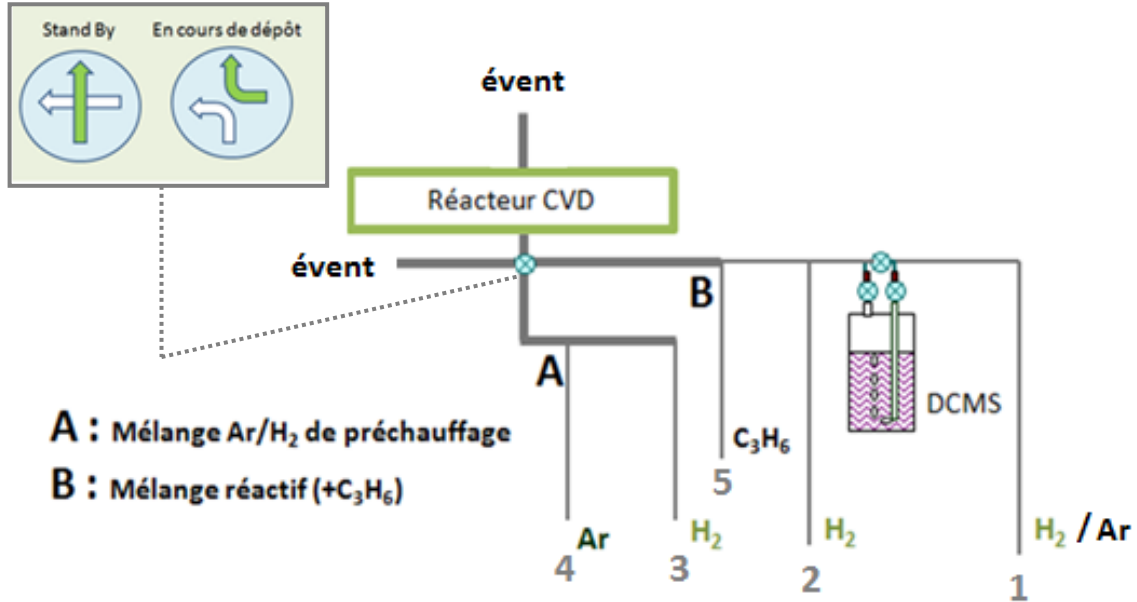 Stand By
En cours de dépôt
évent
Réacteur CVD
évent
B
A
DCMS
C₃H₆
5
Ar
4
H₂
3
H₂
2
H₂ / Ar
1
A : Mélange Ar/H₂ de préchauffage
B : Mélange réactif (+C₃H₆)